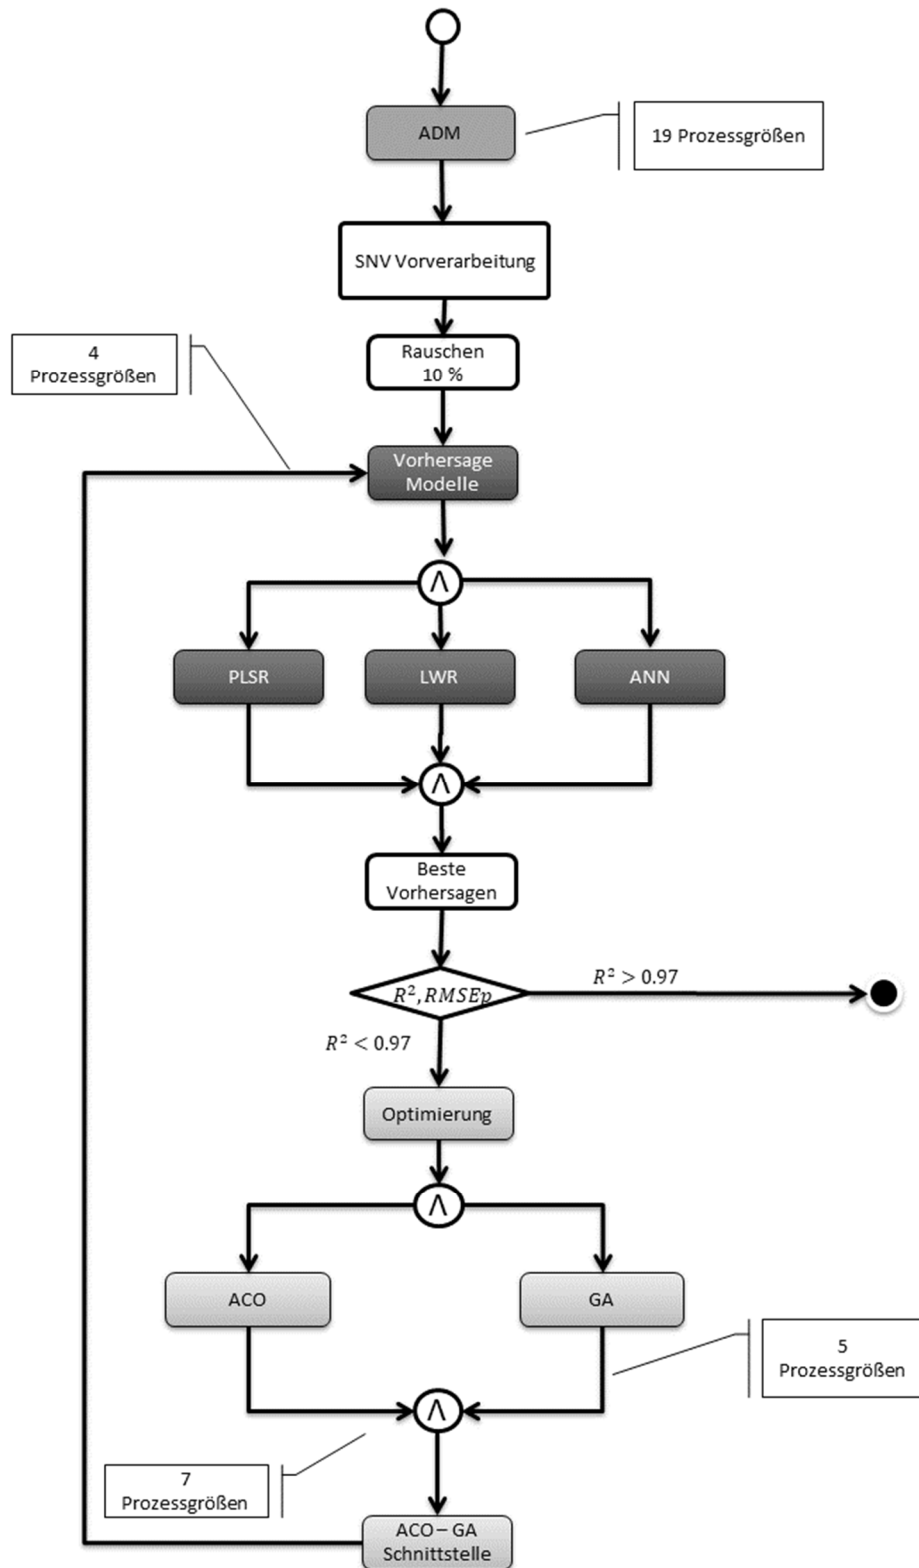 ADM
19 Prozessgrößen
SNV Vorverarbeitung
Rauschen
10 %
4
Prozessgrößen
Vorhersage
Modelle
Λ
PLSR
LWR
ANN
Λ
Beste
Vorhersagen
R², RMSEp
R² > 0.97
R² < 0.97
Optimierung
Λ
ACO
GA
5
Prozessgrößen
Λ
7
Prozessgrößen
ACO – GA
Schnittstelle